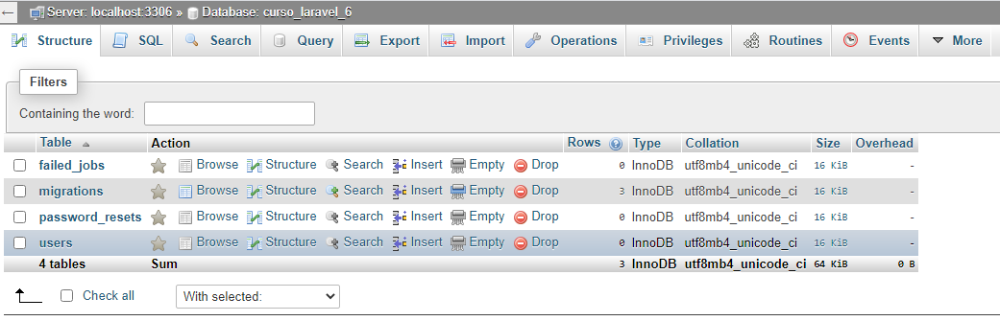 Server: localhost:3306 » Database: curso_laravel_6
Structure SQL Search Query Export Import Operations Privileges Routines Events More
Filters
Containing the word:
Table Action Rows Type Collation Size Overhead
failed_jobs Browse Structure Search Insert Empty Drop 0 InnoDB utf8mb4_unicode_ci 16 KiB -
migrations Browse Structure Search Insert Empty Drop 3 InnoDB utf8mb4_unicode_ci 16 KiB -
password_resets Browse Structure Search Insert Empty Drop 0 InnoDB utf8mb4_unicode_ci 16 KiB -
users Browse Structure Search Insert Empty Drop 0 InnoDB utf8mb4_unicode_ci 16 KiB -
4 tables Sum 3 InnoDB utf8mb4_unicode_ci 64 KiB 0 B
Check all With selected: